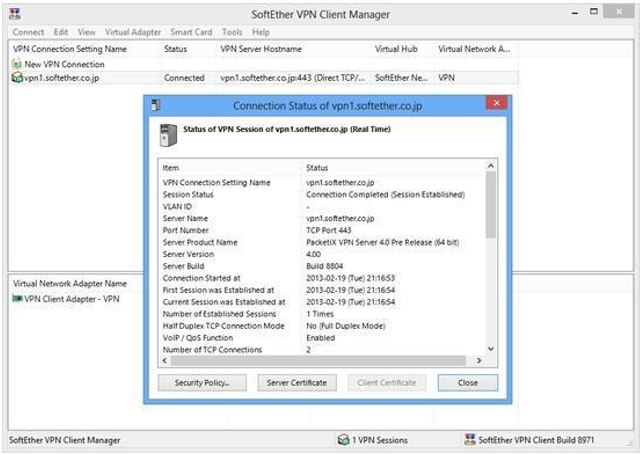 SoftEther VPN Client Manager
Connect Edit View Virtual Adapter Smart Card Tools Help
VPN Connection Setting Name Status VPN Server Hostname Virtual Hub Virtual Network A...
New VPN Connection
vpn1.softether.co.jp Connected vpn1.softether.co.jp:443 (Direct TCP/... SoftEther Ne... VPN
Connection Status of vpn1.softether.co.jp
Status of VPN Session of vpn1.softether.co.jp (Real Time)
Item Status
VPN Connection Setting Name vpn1.softether.co.jp
Session Status Connection Completed (Session Established)
VLAN ID -
Server Name vpn1.softether.co.jp
Port Number TCP Port 443
Server Product Name PacketiX VPN Server 4.0 Pre Release (64 bit)
Server Version 4.00
Server Build Build 8804
Connection Started at 2013-02-19 (Tue) 21:16:53
First Session was Established at 2013-02-19 (Tue) 21:16:54
Current Session was Established at 2013-02-19 (Tue) 21:16:54
Number of Established Sessions 1 Times
Half Duplex TCP Connection Mode No (Full Duplex Mode)
VoIP / QoS Function Enabled
Number of TCP Connections 2
Security Policy... Server Certificate Client Certificate Close
Virtual Network Adapter Name
VPN Client Adapter - VPN
SoftEther VPN Client Manager 1 VPN Sessions SoftEther VPN Client Build 8971